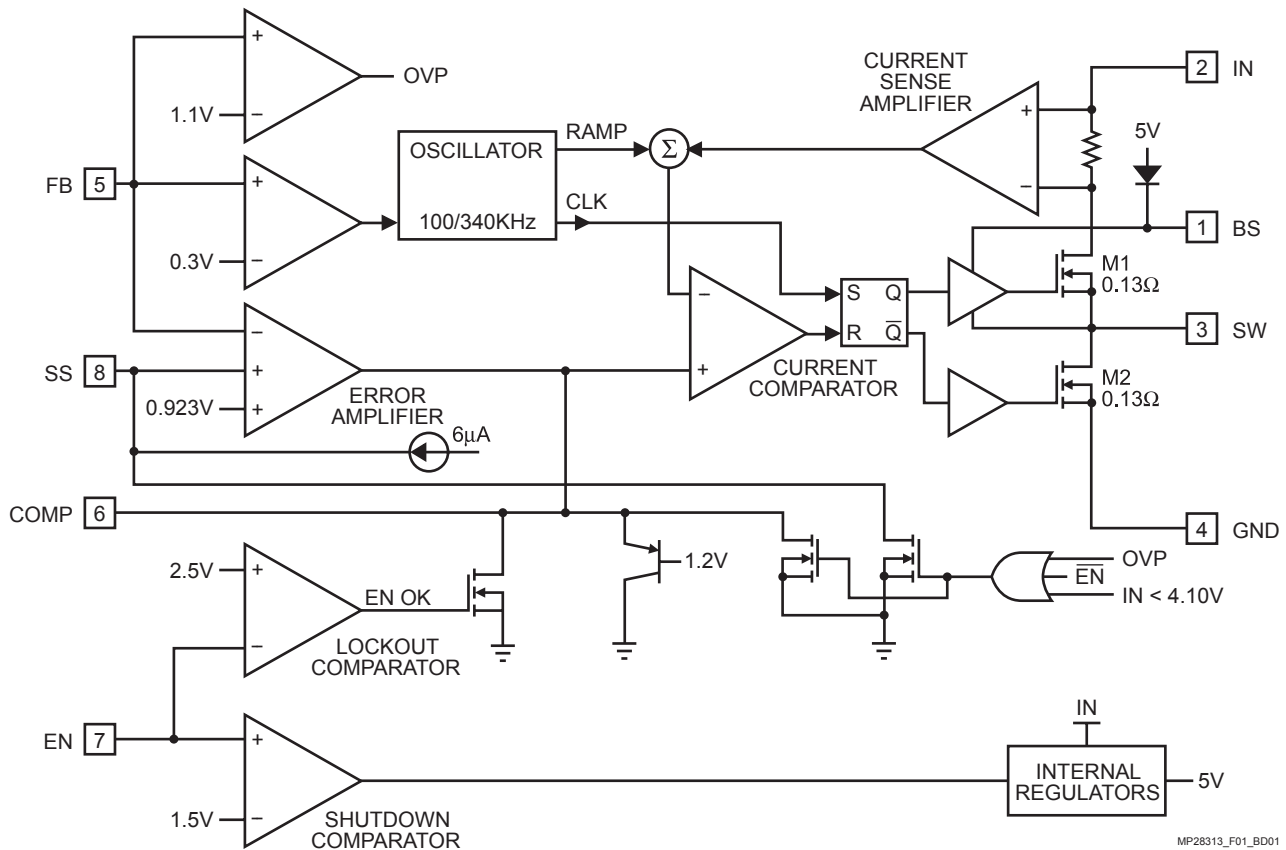 +
OVP
1.1V
−
CURRENT
SENSE
AMPLIFIER
2 IN
+
−
5V
FB 5
+
0.3V
−
OSCILLATOR
100/340KHz
RAMP
CLK
Σ
1 BS
M1
0.13Ω
−
+
CURRENT
COMPARATOR
S Q
R Q̅
3 SW
M2
0.13Ω
SS 8
−
+
0.923V
+
ERROR
AMPLIFIER
6µA
COMP 6
4 GND
2.5V
+
−
EN OK
LOCKOUT
COMPARATOR
1.2V
OVP
E̅N̅
IN < 4.10V
EN 7
+
1.5V
−
SHUTDOWN
COMPARATOR
IN
INTERNAL
REGULATORS
5V
MP28313_F01_BD01